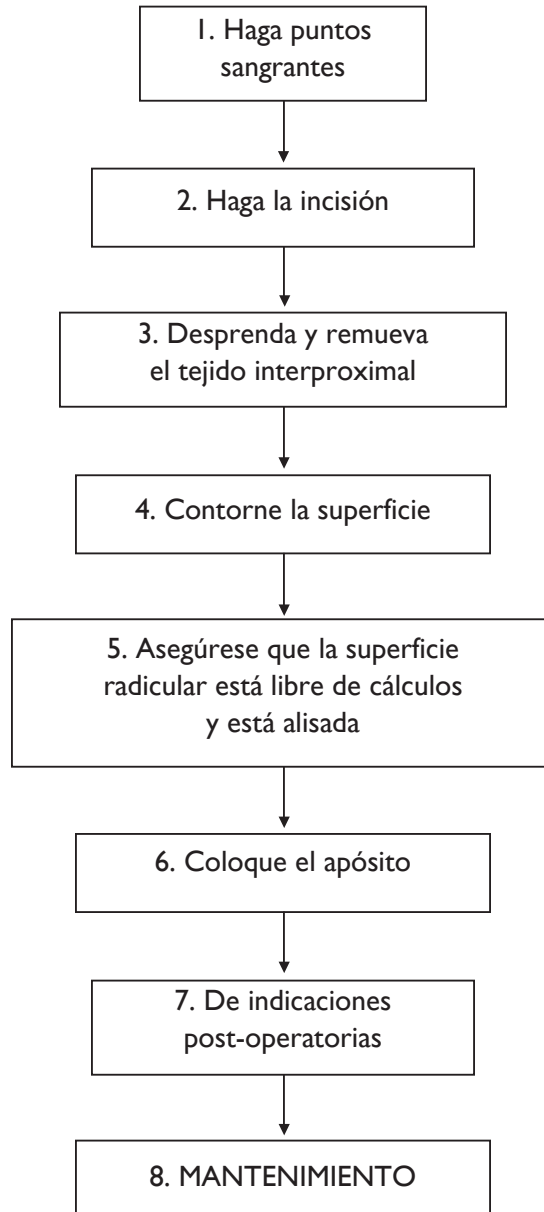 1. Haga puntos
sangrantes
2. Haga la incisión
3. Desprenda y remueva
el tejido interproximal
4. Contorne la superficie
5. Asegúrese que la superficie
radicular está libre de cálculos
y está alisada
6. Coloque el apósito
7. De indicaciones
post-operatorias
8. MANTENIMIENTO